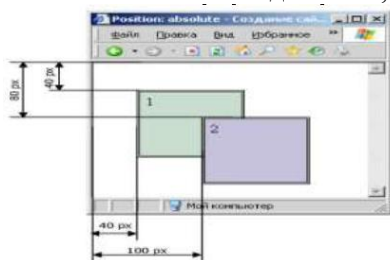 Position: absolute - Создание сай...
Файл Правка Вид Избранное »
40 px
80 px
1
2
Мой компьютер
40 px
100 px